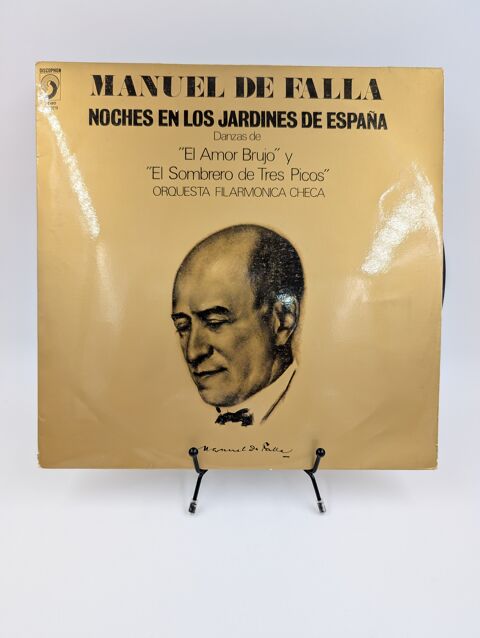 DISCOPHON
MANUEL DE FALLA
NOCHES EN LOS JARDINES DE ESPAÑA
Danzas de
"El Amor Brujo" y
"El Sombrero de Tres Picos"
ORQUESTA FILARMONICA CHECA
Manuel de Falla